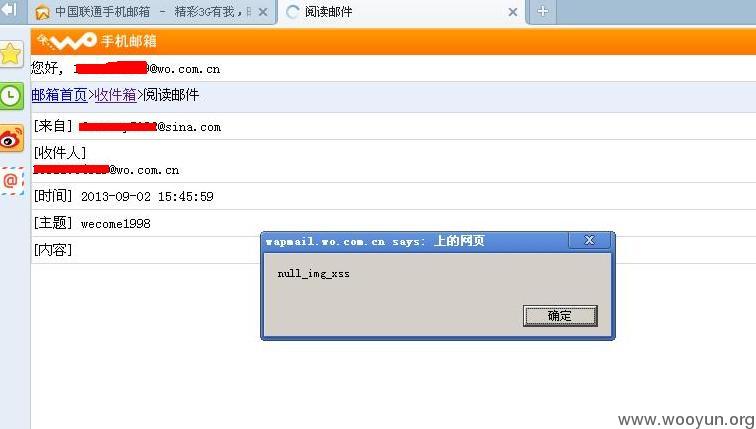 中国联通手机邮箱 - 精彩3G有我，
阅读邮件
手机邮箱
您好, 1 9@wo.com.cn
邮箱首页>收件箱>阅读邮件
[来自] @sina.com
[收件人]
@wo.com.cn
[时间] 2013-09-02 15:45:59
[主题] wecome1998
[内容]
wapmail.wo.com.cn says: 上的网页
null_img_xss
确定
www.wooyun.org